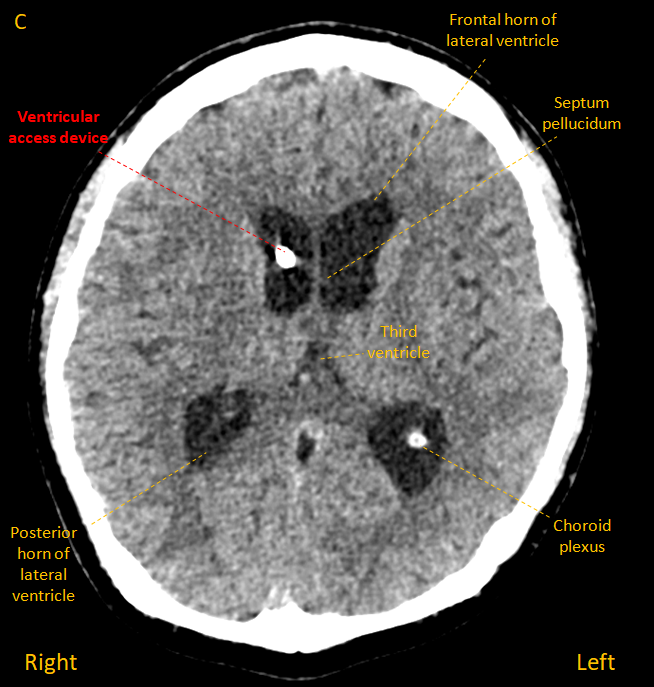 C
Frontal horn of
lateral ventricle
Septum
pellucidum
Ventricular
access device
Third
ventricle
Posterior
horn of
lateral
ventricle
Choroid
plexus
Right
Left